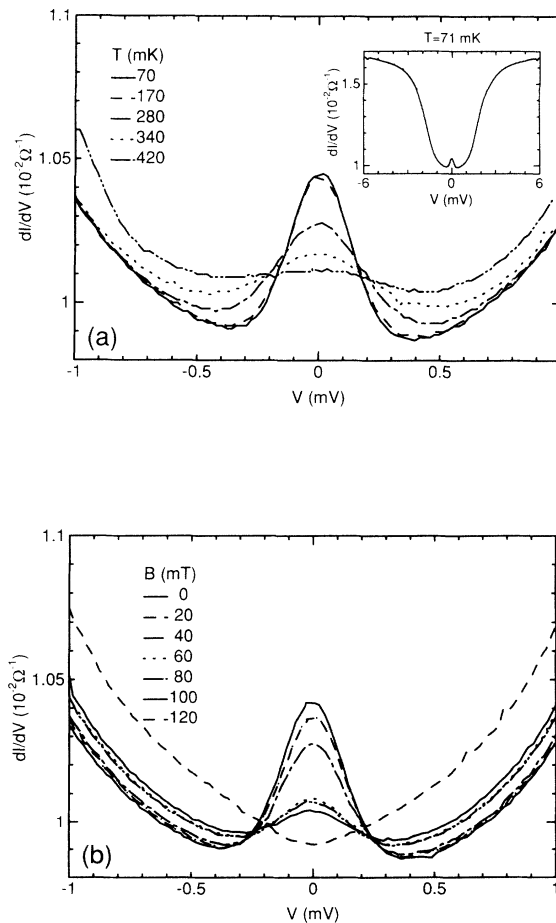 1.1
T (mK)
70
170
280
340
420
T=71 mK
1.5
1
dI/dV (10⁻²Ω⁻¹)
-6 0 6
V (mV)
1.05
1
dI/dV (10⁻²Ω⁻¹)
(a)
-1 -0.5 0 0.5
V (mV)
1.1
B (mT)
0
20
40
60
80
100
120
1.05
dI/dV (10⁻²Ω⁻¹)
1
(b)
-1 -0.5 0 0.5 1
V (mV)